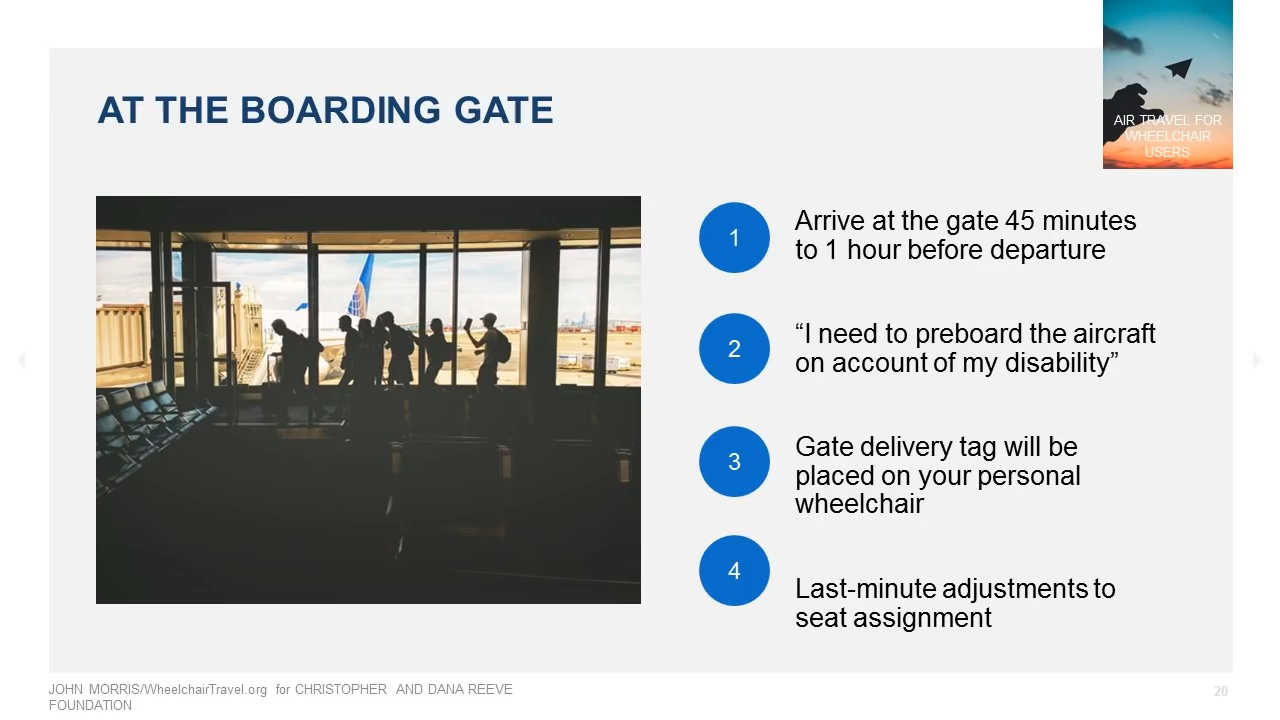 AIR TRAVEL FOR
WHEELCHAIR
USERS
AT THE BOARDING GATE
1
Arrive at the gate 45 minutes
to 1 hour before departure
2
“I need to preboard the aircraft
on account of my disability”
3
Gate delivery tag will be
placed on your personal
wheelchair
4
Last-minute adjustments to
seat assignment
JOHN MORRIS/WheelchairTravel.org for CHRISTOPHER AND DANA REEVE
FOUNDATION
20